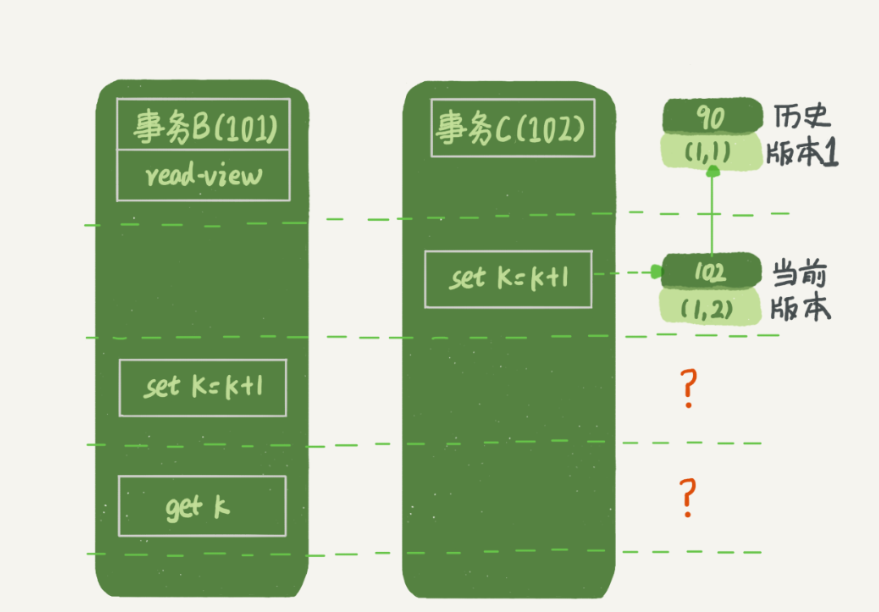 事务B(101)
read-view
事务C(102)
90
(1,1)
历史
版本1
set k=k+1
102
(1,2)
当前
版本
set k=k+1
?
get k
?